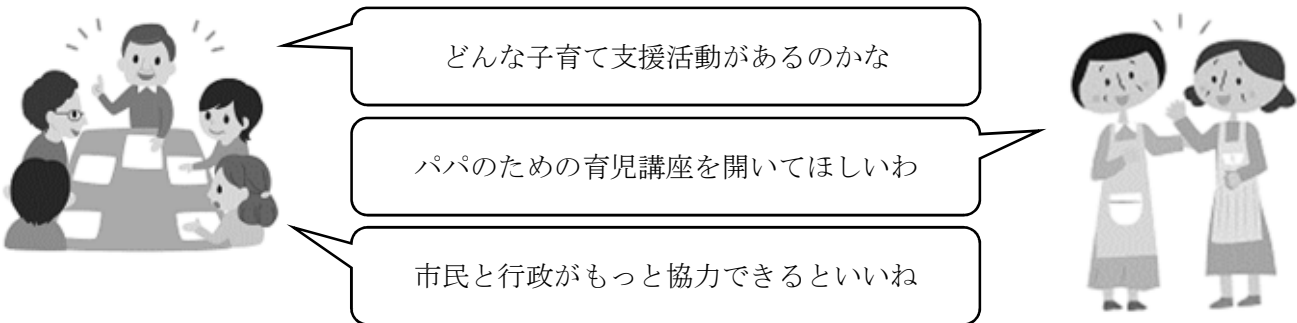 どんな子育て支援活動があるのかな
パパのための育児講座を開いてほしいわ
市民と行政がもっと協力できるといいね